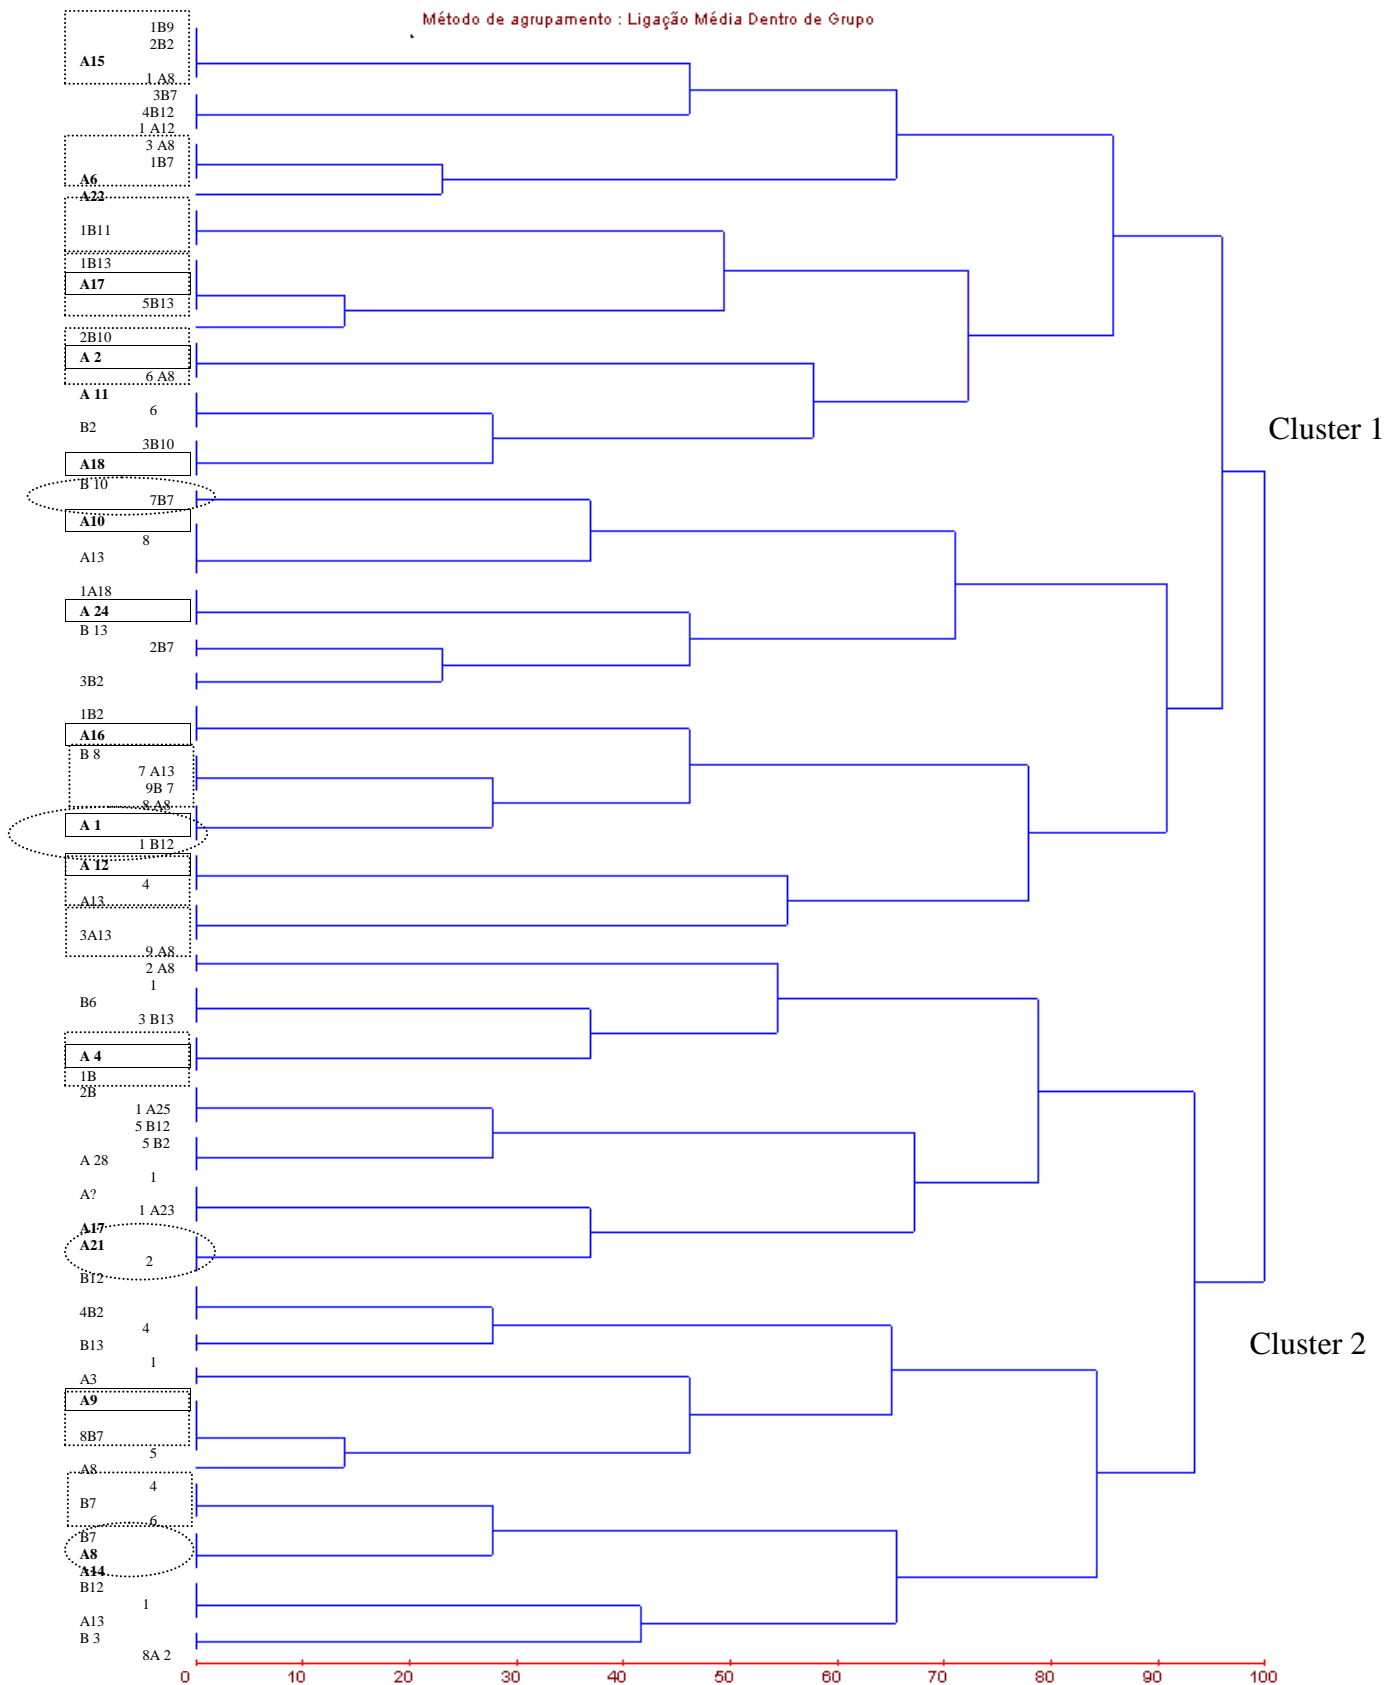 Método de agrupamento : Ligação Média Dentro de Grupo
1B9
2B2
A15
1 A8
3B7
4B12
1 A12
3 A8
1B7
A6
A22
1B11
1B13
A17
5B13
2B10
A 2
6 A8
A 11
6
B2
3B10
A18
B 10
7B7
A10
8
A13
1A18
A 24
B 13
2B7
3B2
1B2
A16
B 8
7 A13
9B 7
8 A8
A 1
1 B12
A 12
4
A13
3A13
9 A8
2 A8
1
B6
3 B13
A 4
1B
2B
1 A25
5 B12
5 B2
A 28
1
A?
1 A23
A17
A21
2
B12
4B2
4
B13
1
A3
A9
8B7
5
A8
4
B7
6
B7
A8
A14
B12
1
A13
B 3
8A 2
Cluster 1
Cluster 2
0 10 20 30 40 50 60 70 80 90 100